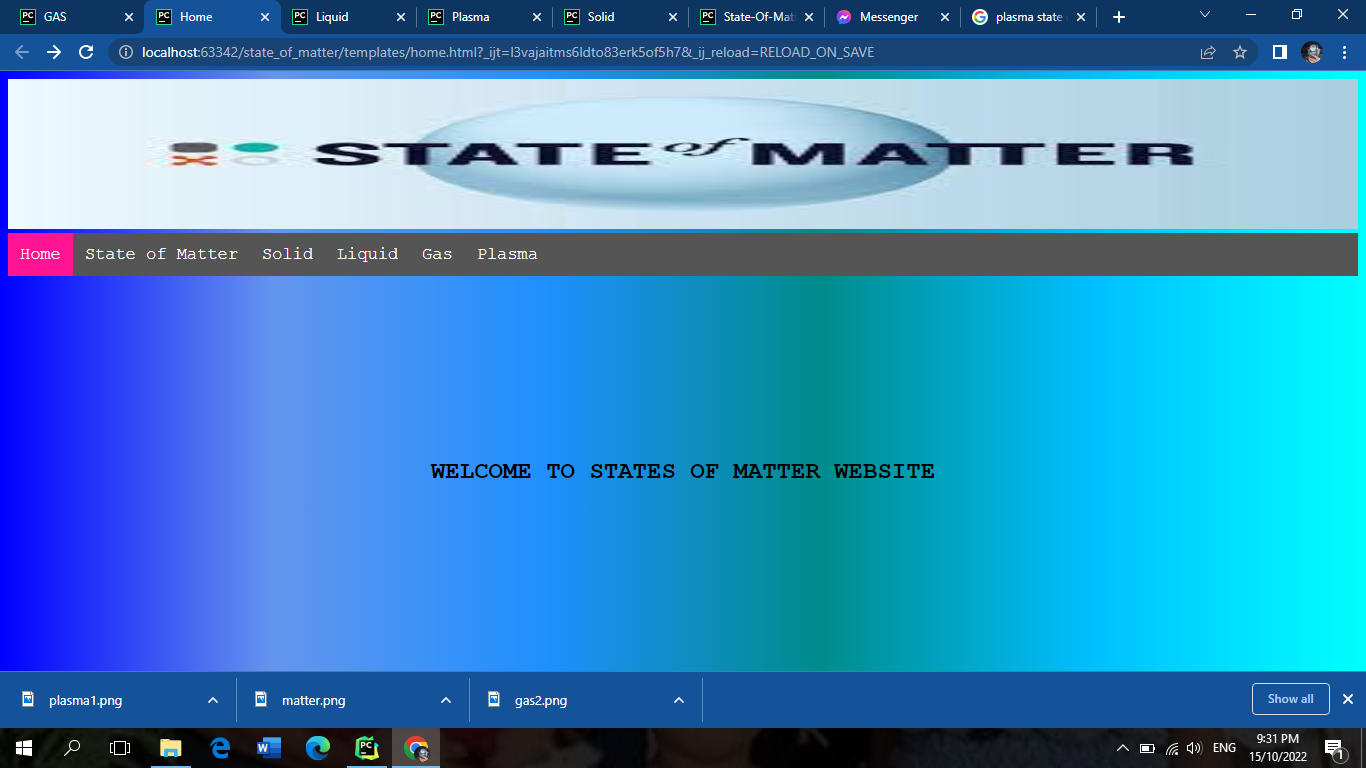 GAS
Home
Liquid
Plasma
Solid
State-Of-Mat
Messenger
plasma state
localhost:63342/state_of_matter/templates/home.html?_ijt=l3vajaitms6ldto83erk5of5h7&_ij_reload=RELOAD_ON_SAVE
STATE of MATTER
Home State of Matter Solid Liquid Gas Plasma
WELCOME TO STATES OF MATTER WEBSITE
plasma1.png
matter.png
gas2.png
Show all
PC
ENG
9:31 PM
15/10/2022
1